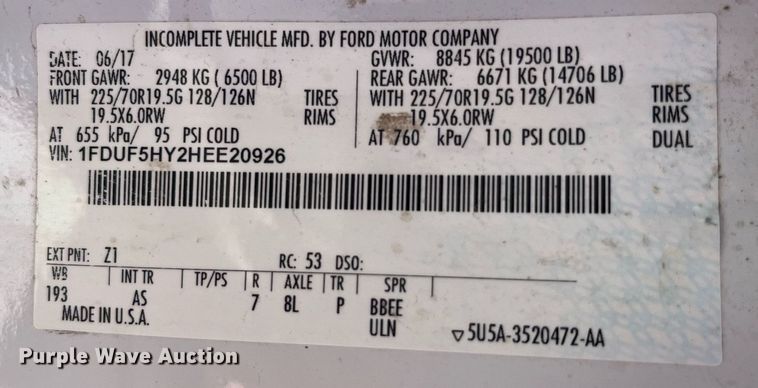 INCOMPLETE VEHICLE MFD. BY FORD MOTOR COMPANY
DATE: 06/17 GVWR: 8845 KG (19500 LB)
FRONT GAWR: 2948 KG ( 6500 LB) REAR GAWR: 6671 KG (14706 LB)
WITH 225/70R19.5G 128/126N TIRES WITH 225/70R19.5G 128/126N TIRES
19.5X6.0RW RIMS 19.5X6.0RW RIMS
AT 655 kPa/ 95 PSI COLD AT 760 kPa/ 110 PSI COLD DUAL
VIN: 1FDUF5HY2HEE20926
EXT PNT: Z1 RC: 53 DSO:
WB INT TR TP/PS R AXLE TR SPR
193 AS 7 8L P BBEE
MADE IN U.S.A. ULN ▽5U5A-3520472-AA
Purple Wave Auction